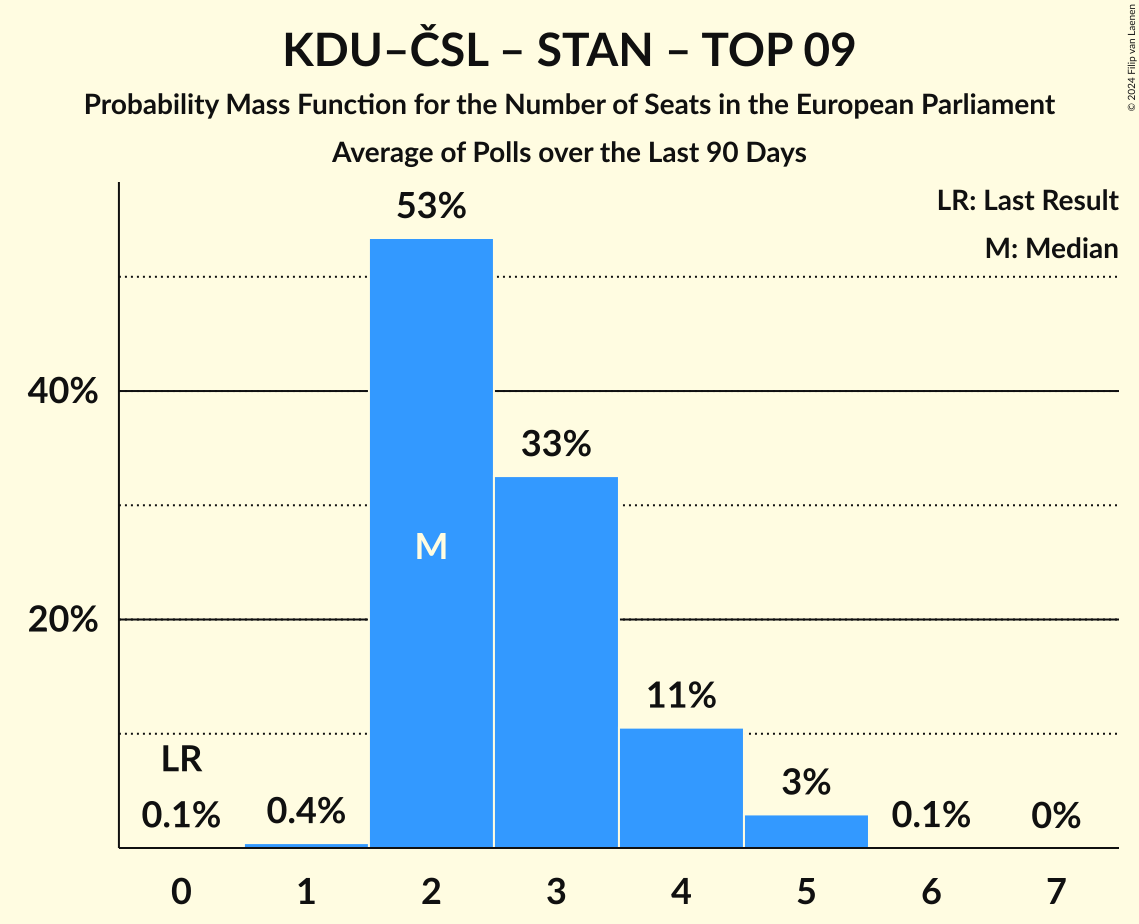 KDU–ČSL – STAN – TOP 09
Probability Mass Function for the Number of Seats in the European Parliament
Average of Polls over the Last 90 Days
© 2024 Filip van Laenen
LR: Last Result
M: Median
53%
40%
33%
M
20%
11%
LR
3%
0.1%
0.4%
0.1%
0%
0 1 2 3 4 5 6 7